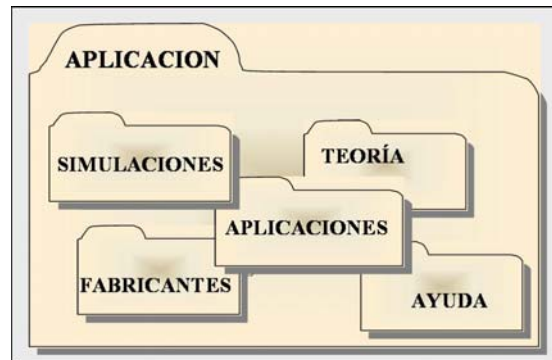 APLICACION
SIMULACIONES
TEORÍA
APLICACIONES
FABRICANTES
AYUDA